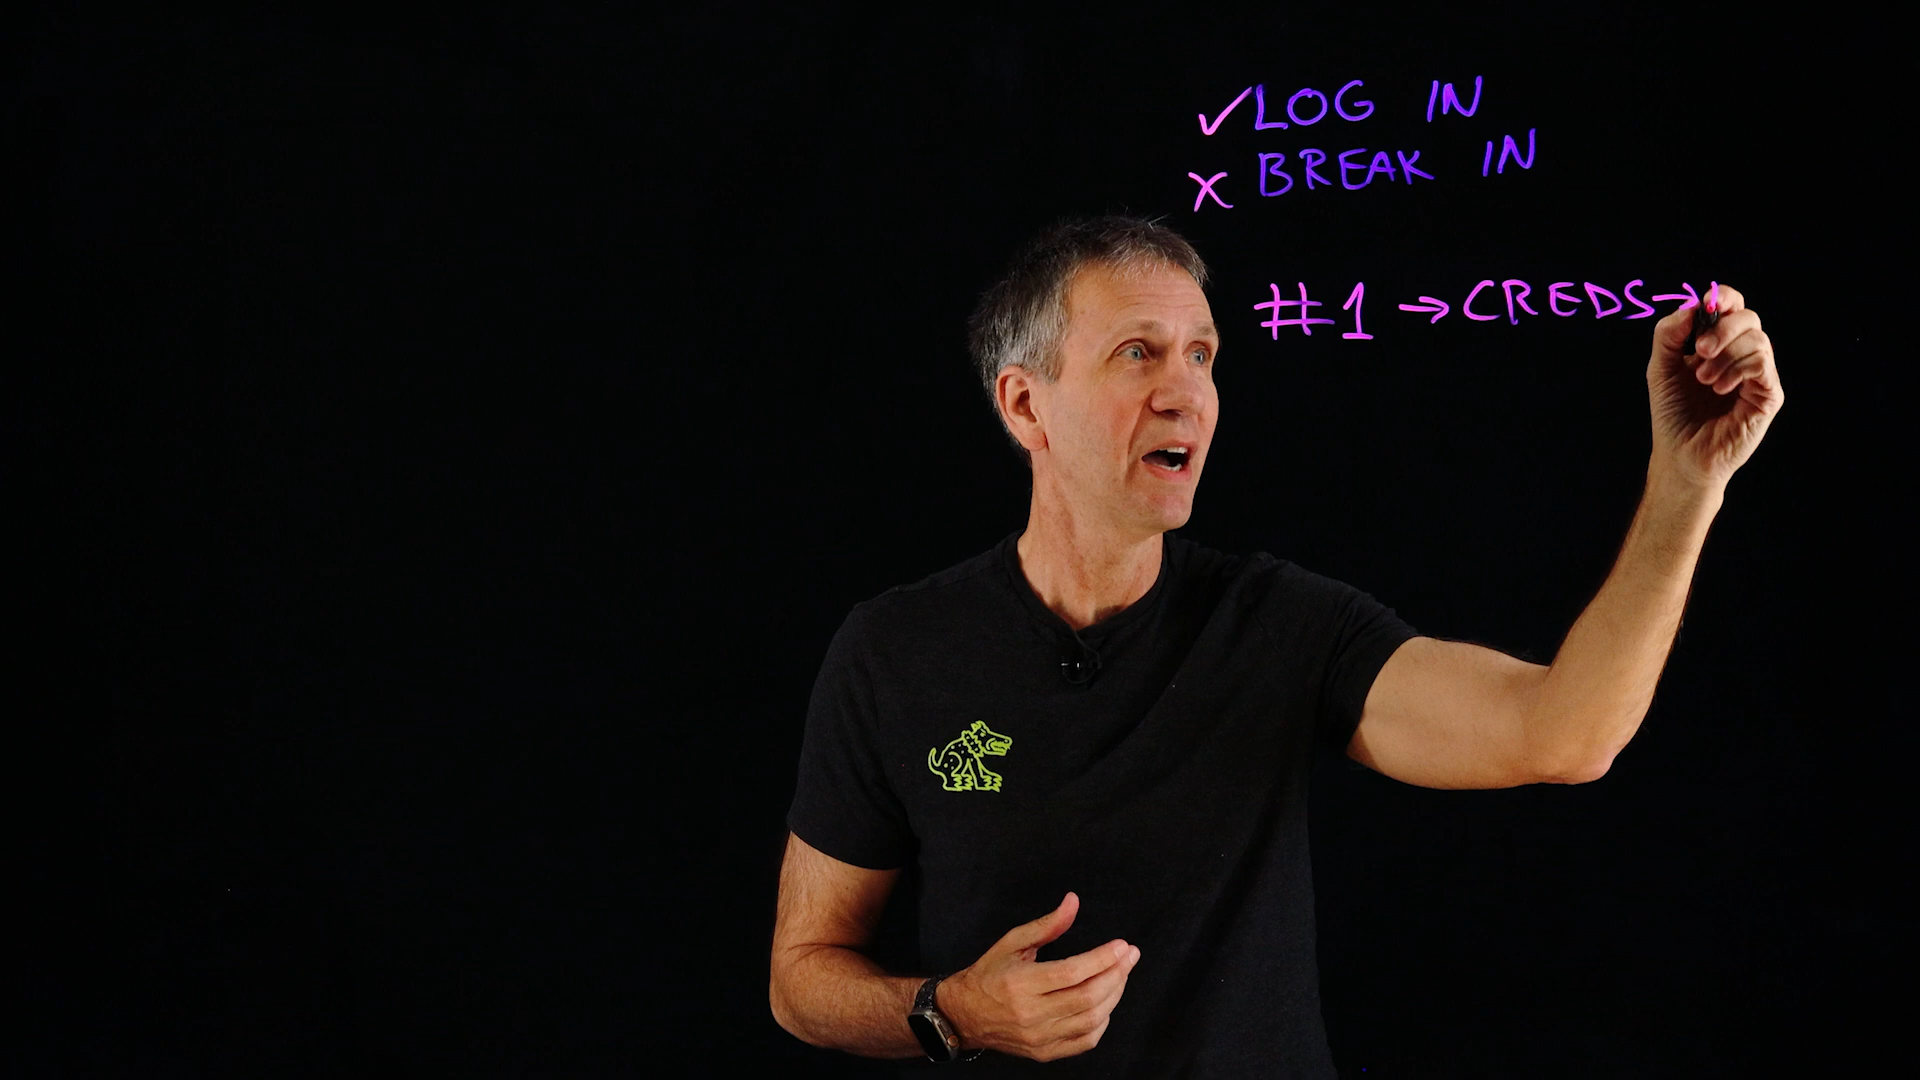 ✓ LOG IN
x BREAK IN
#1 → CREDS →